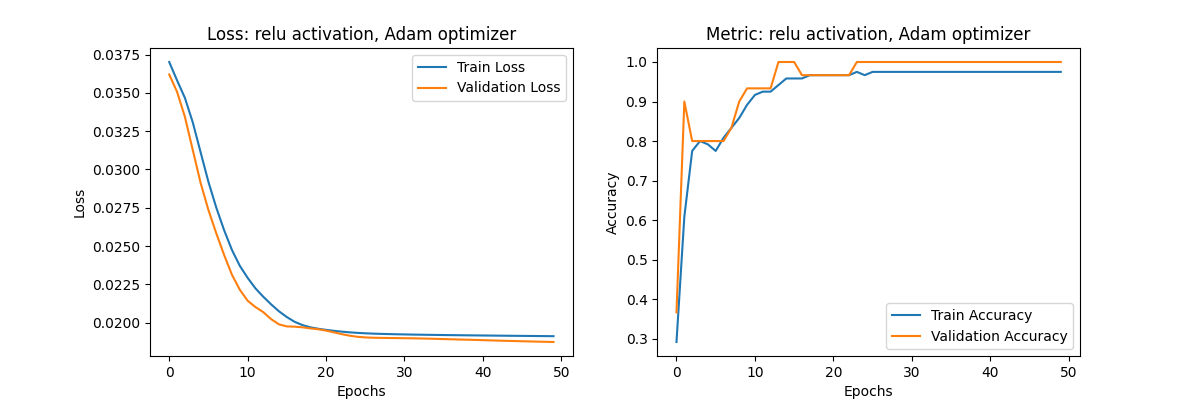 Loss: relu activation, Adam optimizer
0.0375
0.0350
0.0325
0.0300
0.0275
0.0250
0.0225
0.0200
Loss
0 10 20 30 40 50
Epochs
Train Loss
Validation Loss
Metric: relu activation, Adam optimizer
1.0
0.9
0.8
0.7
0.6
0.5
0.4
0.3
Accuracy
0 10 20 30 40 50
Epochs
Train Accuracy
Validation Accuracy